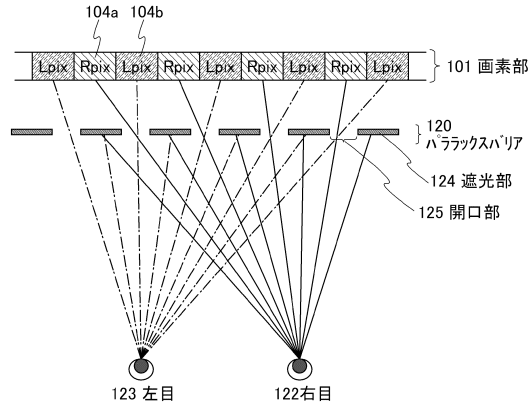 104a 104b
Lpix Rpix Lpix Rpix Lpix Rpix Lpix Rpix Lpix
101 画素部
120
パララックスバリア
124 遮光部
125 開口部
123 左目
122右目